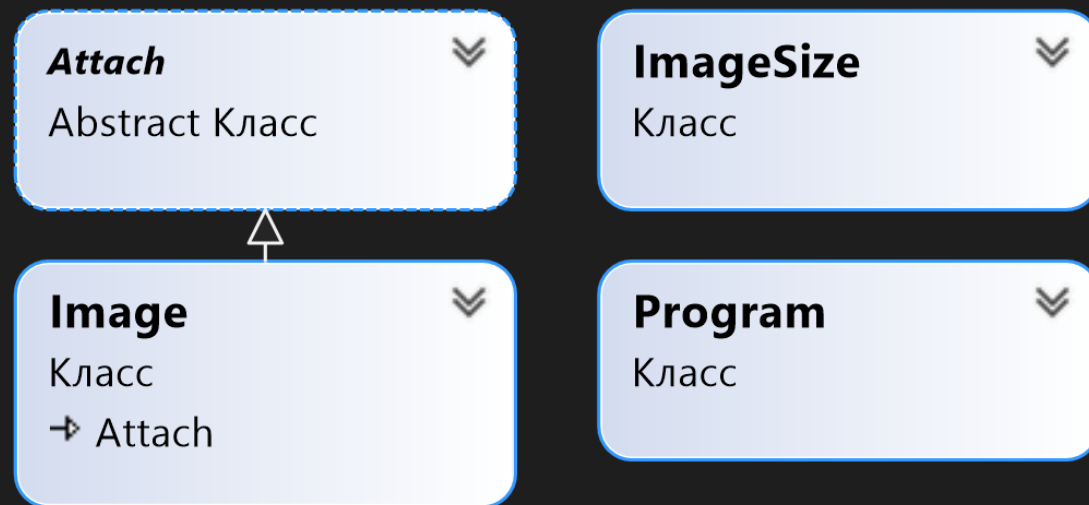 Attach
Abstract Класс
ImageSize
Класс
Image
Класс
Attach
Program
Класс